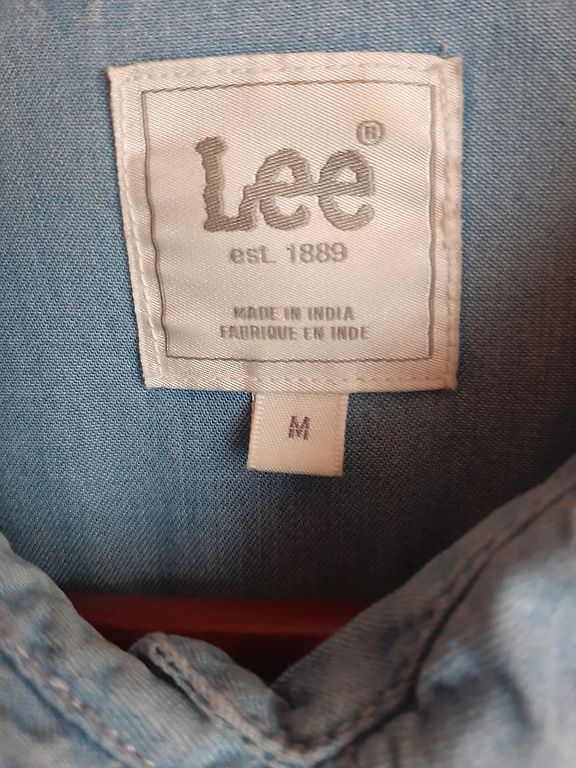 Lee®
est. 1889
MADE IN INDIA
FABRIQUE EN INDE
M